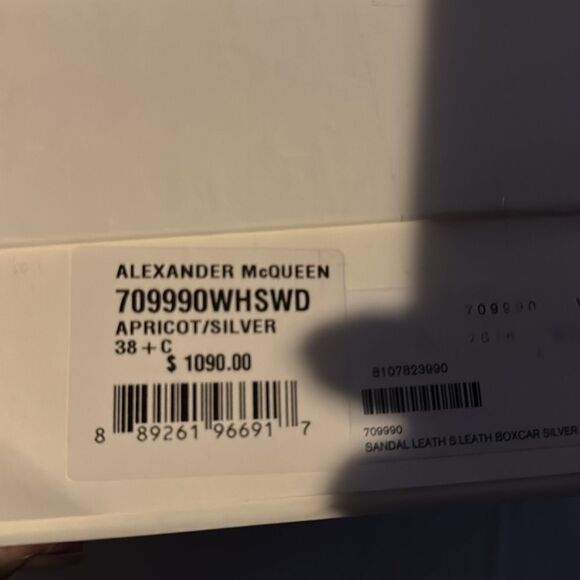 ALEXANDER McQUEEN
709990WHSWD
APRICOT/SILVER
38 + C
$ 1090.00
8 89261 96691 7
709990
8107823990
709990
SANDAL LEATH S.LEATH BOXCAR SILVER